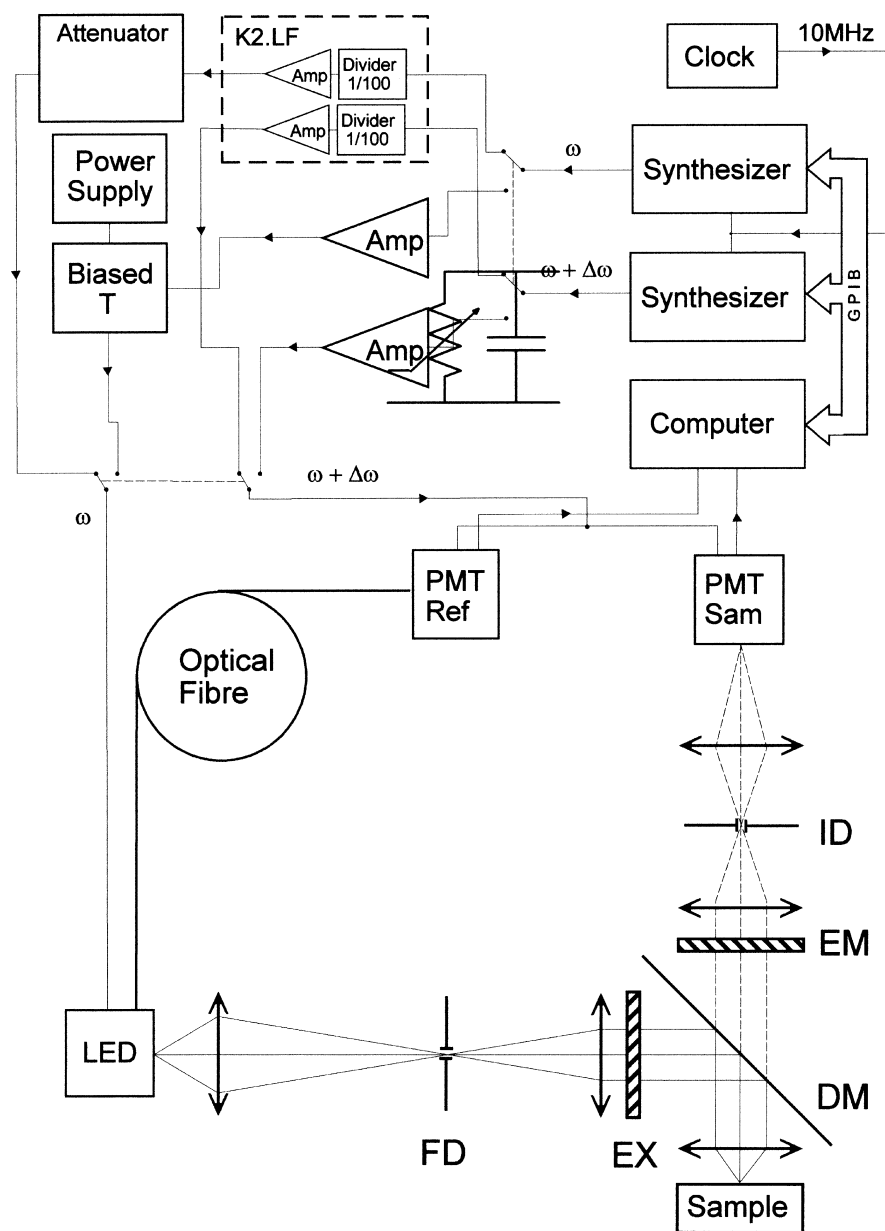 Attenuator
K2.LF
Amp
Divider
1/100
Amp
Divider
1/100
10MHz
Clock
Power
Supply
ω
Synthesizer
Biased
T
Amp
ω + Δω
Synthesizer
GPIB
Amp
Computer
ω + Δω
ω
PMT
Ref
PMT
Sam
Optical
Fibre
ID
EM
LED
FD
EX
DM
Sample